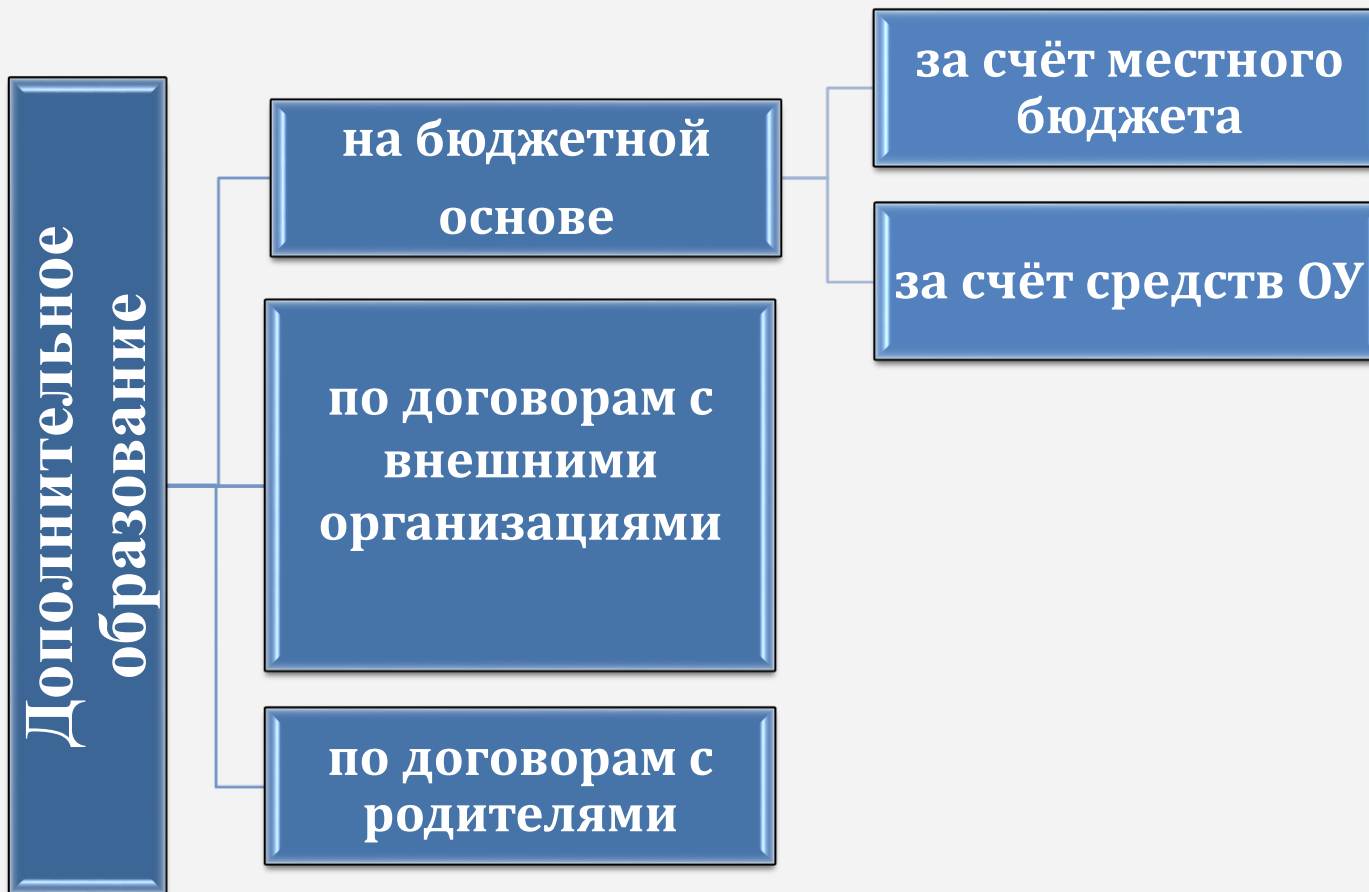 Дополнительное
образование
на бюджетной
основе
за счёт местного
бюджета
за счёт средств ОУ
по договорам с
внешними
организациями
по договорам с
родителями